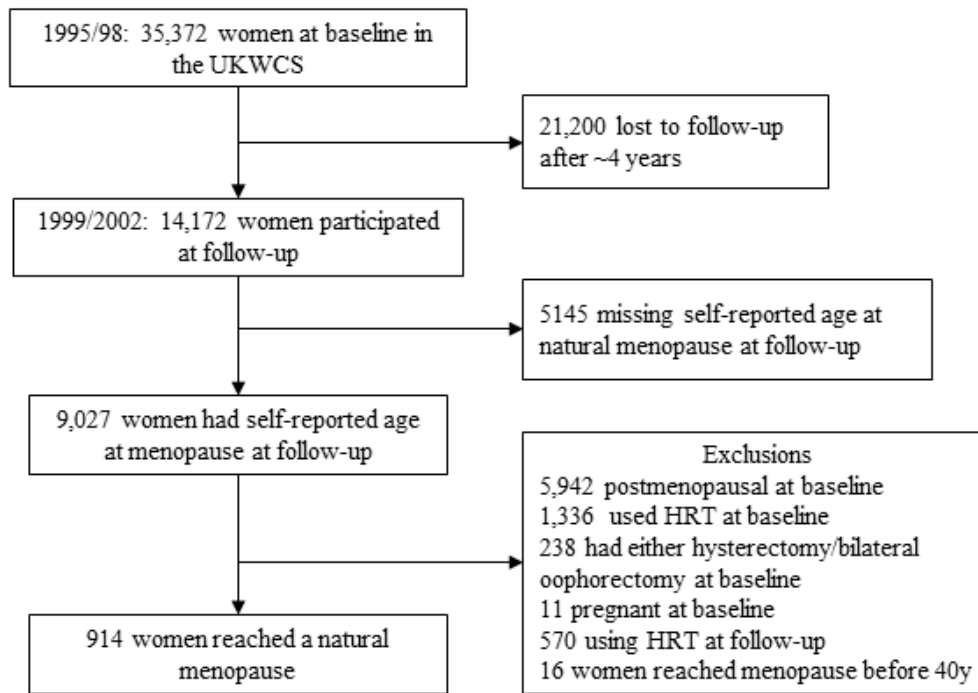 1995/98: 35,372 women at baseline in
the UKWCS
21,200 lost to follow-up
after ~4 years
1999/2002: 14,172 women participated
at follow-up
5145 missing self-reported age at
natural menopause at follow-up
9,027 women had self-reported age
at menopause at follow-up
Exclusions
5,942 postmenopausal at baseline
1,336 used HRT at baseline
238 had either hysterectomy/bilateral
oophorectomy at baseline
11 pregnant at baseline
570 using HRT at follow-up
16 women reached menopause before 40y
914 women reached a natural
menopause